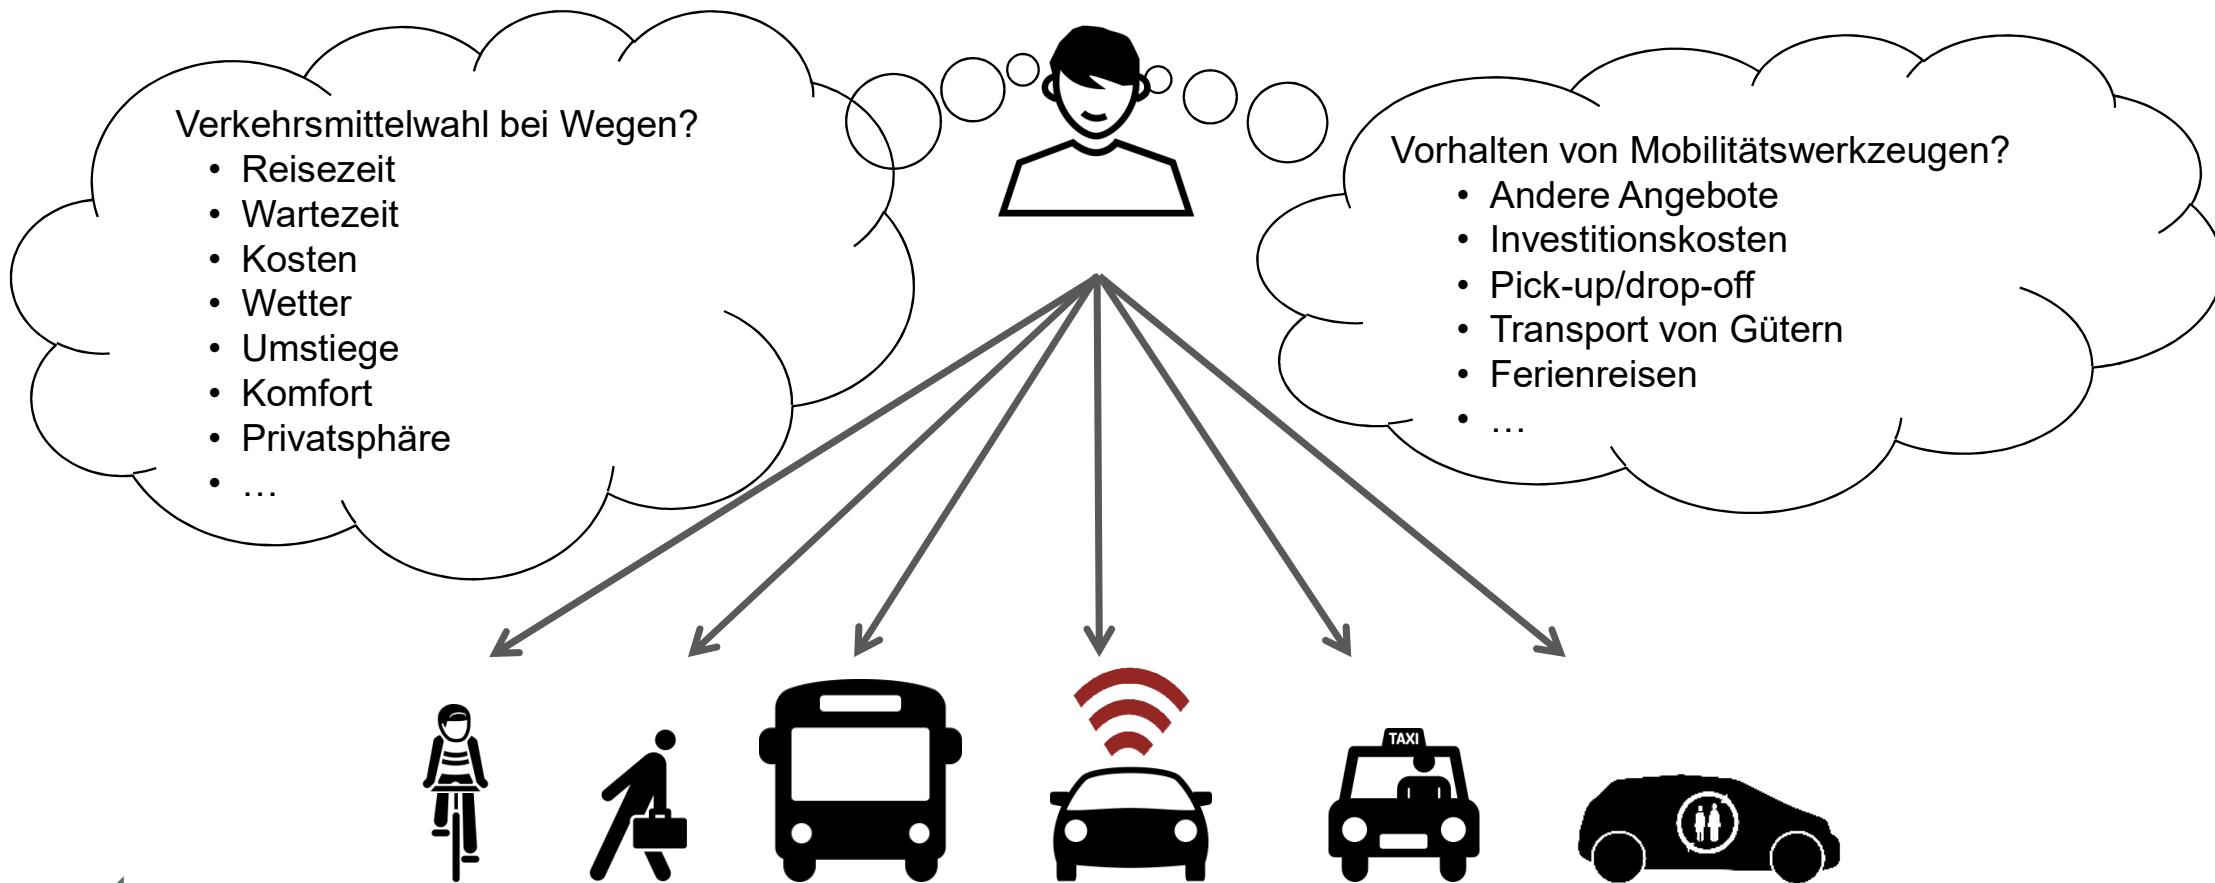 Verkehrsmittelwahl bei Wegen?
• Reisezeit
• Wartezeit
• Kosten
• Wetter
• Umstiege
• Komfort
• Privatsphäre
• …
Vorhalten von Mobilitätswerkzeugen?
• Andere Angebote
• Investitionskosten
• Pick-up/drop-off
• Transport von Gütern
• Ferienreisen
• …
TAXI